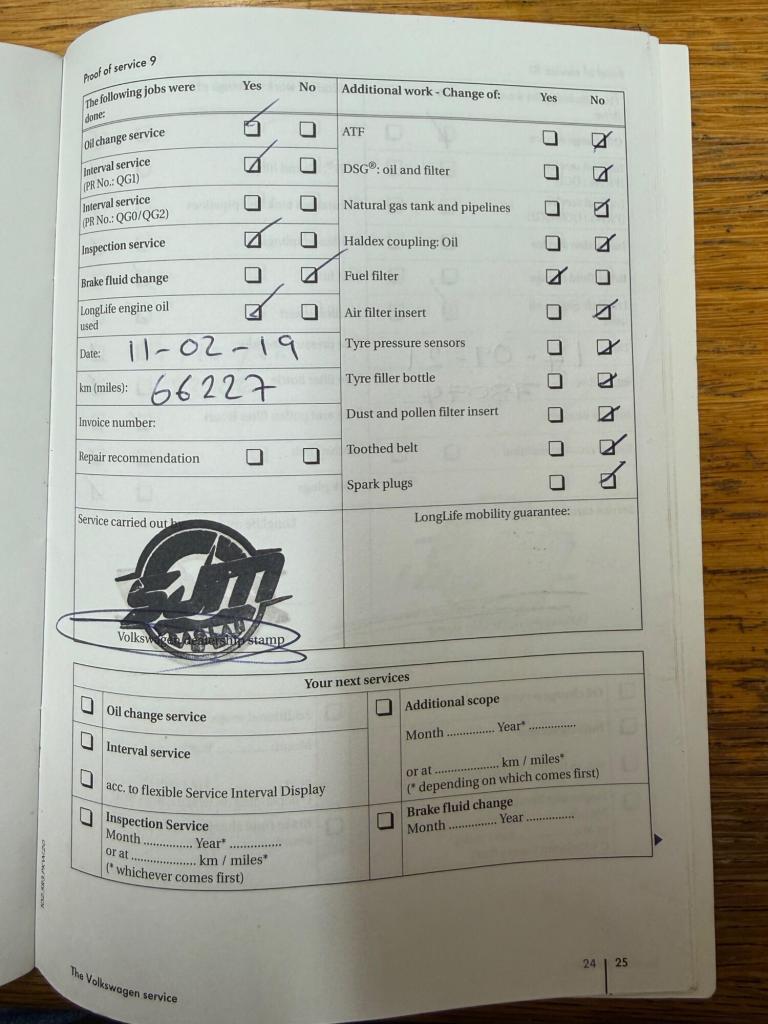 Proof of service 9
The following jobs were done: Yes No
Oil change service
Interval service
(PR No.: QG1)
Interval service
(PR No.: QG0/QG2)
Inspection service
Brake fluid change
LongLife engine oil
used
Date: 11-02-19
km (miles): 66227
Invoice number:
Repair recommendation
Additional work - Change of: Yes No
ATF
DSG®: oil and filter
Natural gas tank and pipelines
Haldex coupling: Oil
Fuel filter
Air filter insert
Tyre pressure sensors
Tyre filler bottle
Dust and pollen filter insert
Toothed belt
Spark plugs
Service carried out
Volkswagen dealership stamp
LongLife mobility guarantee:
Your next services
Oil change service
Interval service
acc. to flexible Service Interval Display
Inspection Service
Month .............. Year* ...............
or at .................... km / miles*
(* whichever comes first)
Additional scope
Month .............. Year* ..............
or at .................... km / miles*
(* depending on which comes first)
Brake fluid change
Month .............. Year ..............
The Volkswagen service
24 | 25